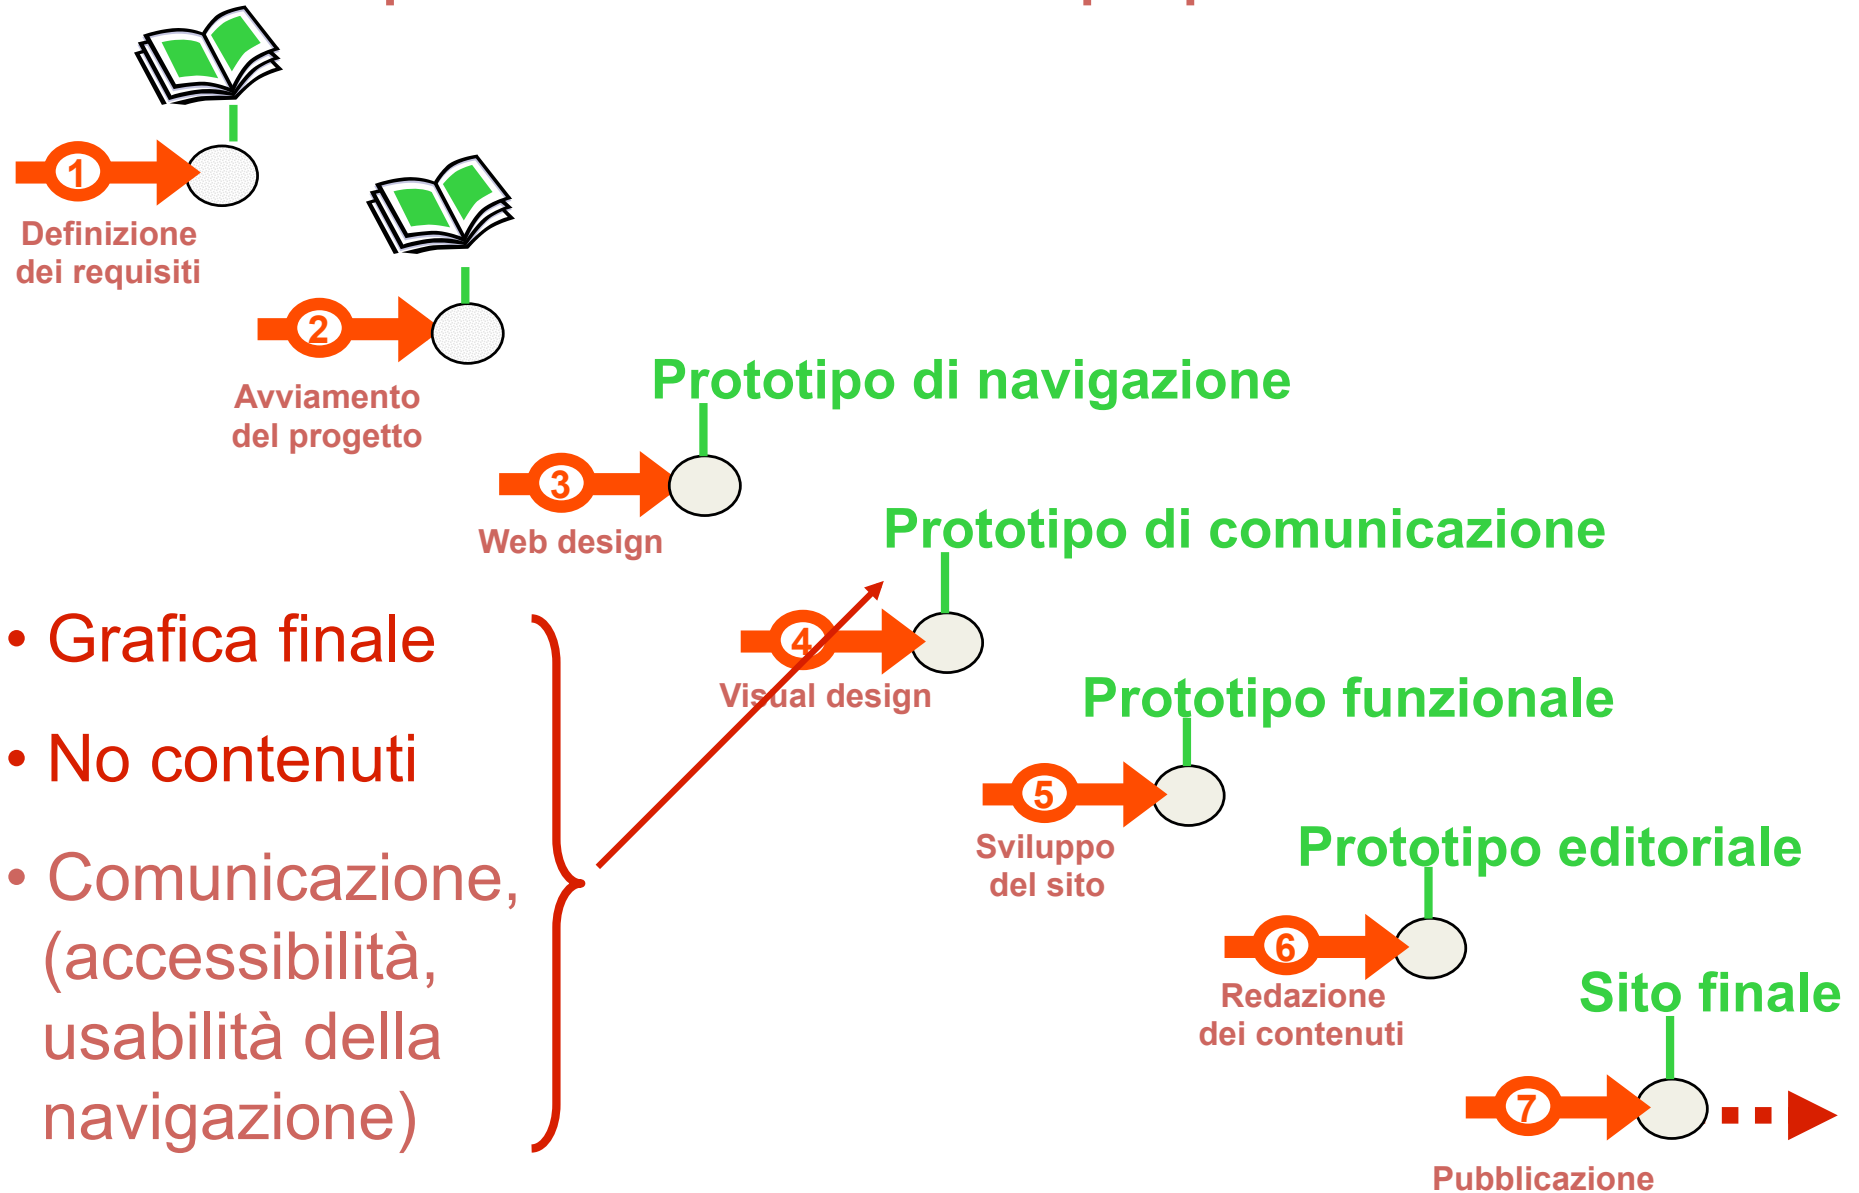 1
Definizione
dei requisiti
2
Avviamento
del progetto
Prototipo di navigazione
3
Web design
Prototipo di comunicazione
4
Visual design
• Grafica finale
• No contenuti
• Comunicazione,
(accessibilità,
usabilità della
navigazione)
Prototipo funzionale
5
Sviluppo
del sito
Prototipo editoriale
6
Redazione
dei contenuti
Sito finale
7
Pubblicazione